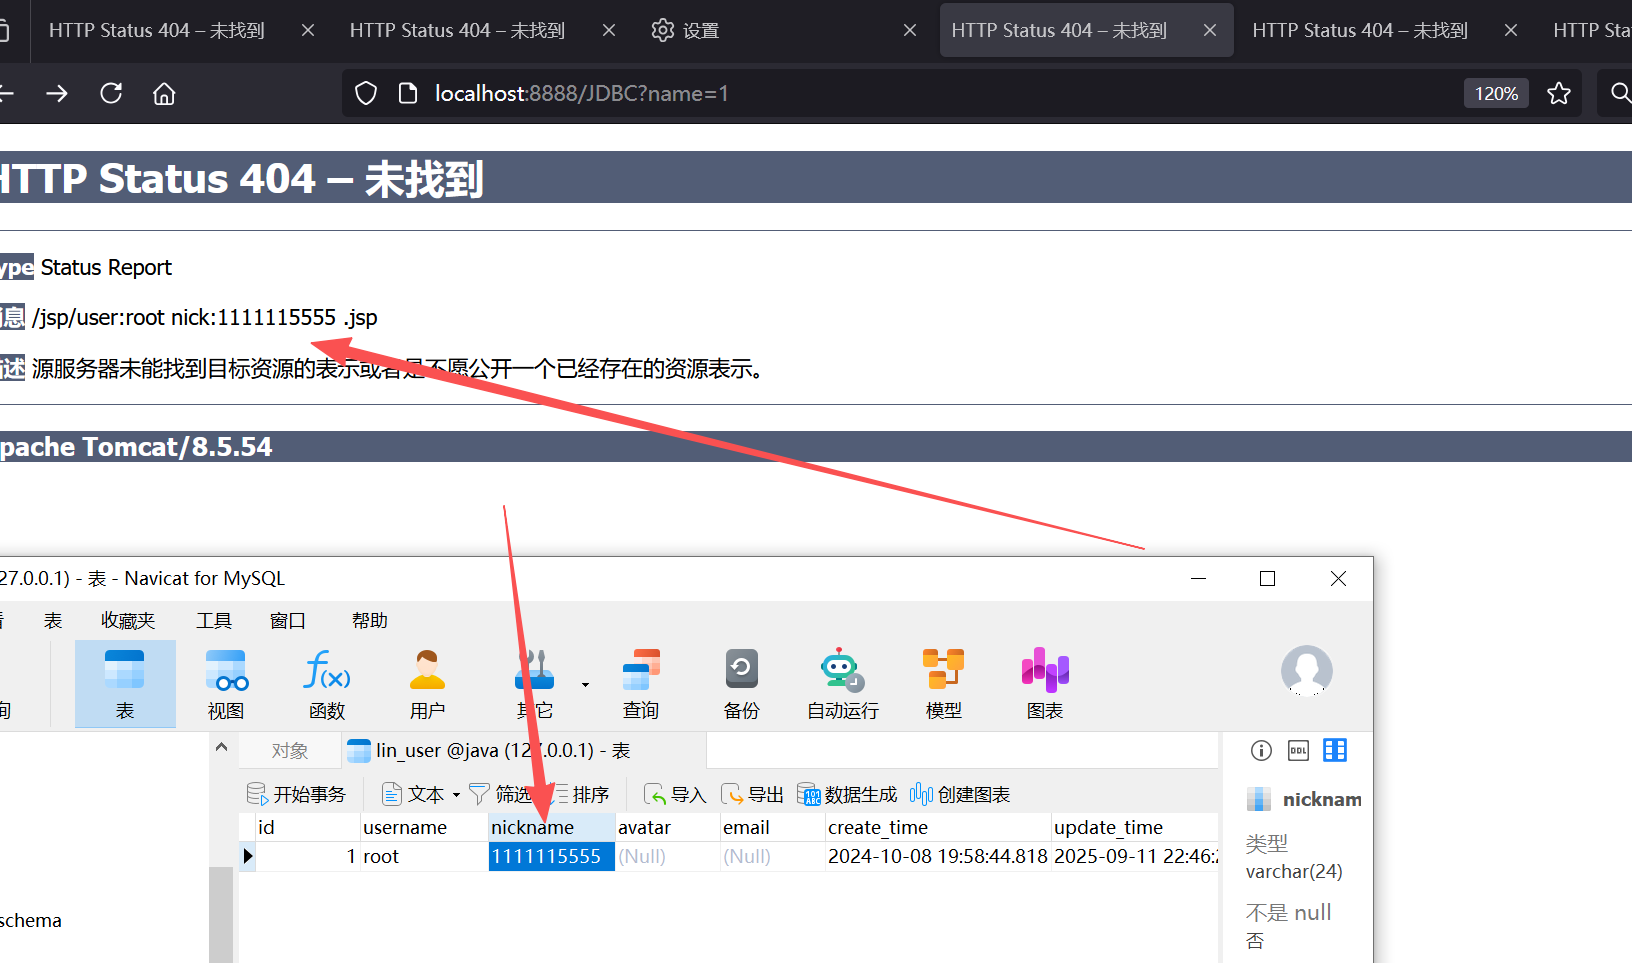 HTTP Status 404 – 未找到
HTTP Status 404 – 未找到
设置
HTTP Status 404 – 未找到
HTTP Status 404 – 未找到
HTTP Sta
localhost:8888/JDBC?name=1
120%
HTTP Status 404 – 未找到
ype Status Report
消息 /jsp/user:root nick:1111115555 .jsp
描述 源服务器未能找到目标资源的表示或者是不愿公开一个已经存在的资源表示。
pache Tomcat/8.5.54
27.0.0.1) - 表 - Navicat for MySQL
看 表 收藏夹 工具 窗口 帮助
询 表 视图 函数 用户 其它 查询 备份 自动运行 模型 图表
对象 lin_user @java (127.0.0.1) - 表
开始事务 文本 筛选 排序 导入 导出 数据生成 创建图表
id username nickname avatar email create_time update_time
1 root 1111115555 (Null) (Null) 2024-10-08 19:58:44.818 2025-09-11 22:46:2
schema
DDL
nicknam
类型
varchar(24)
不是 null
否